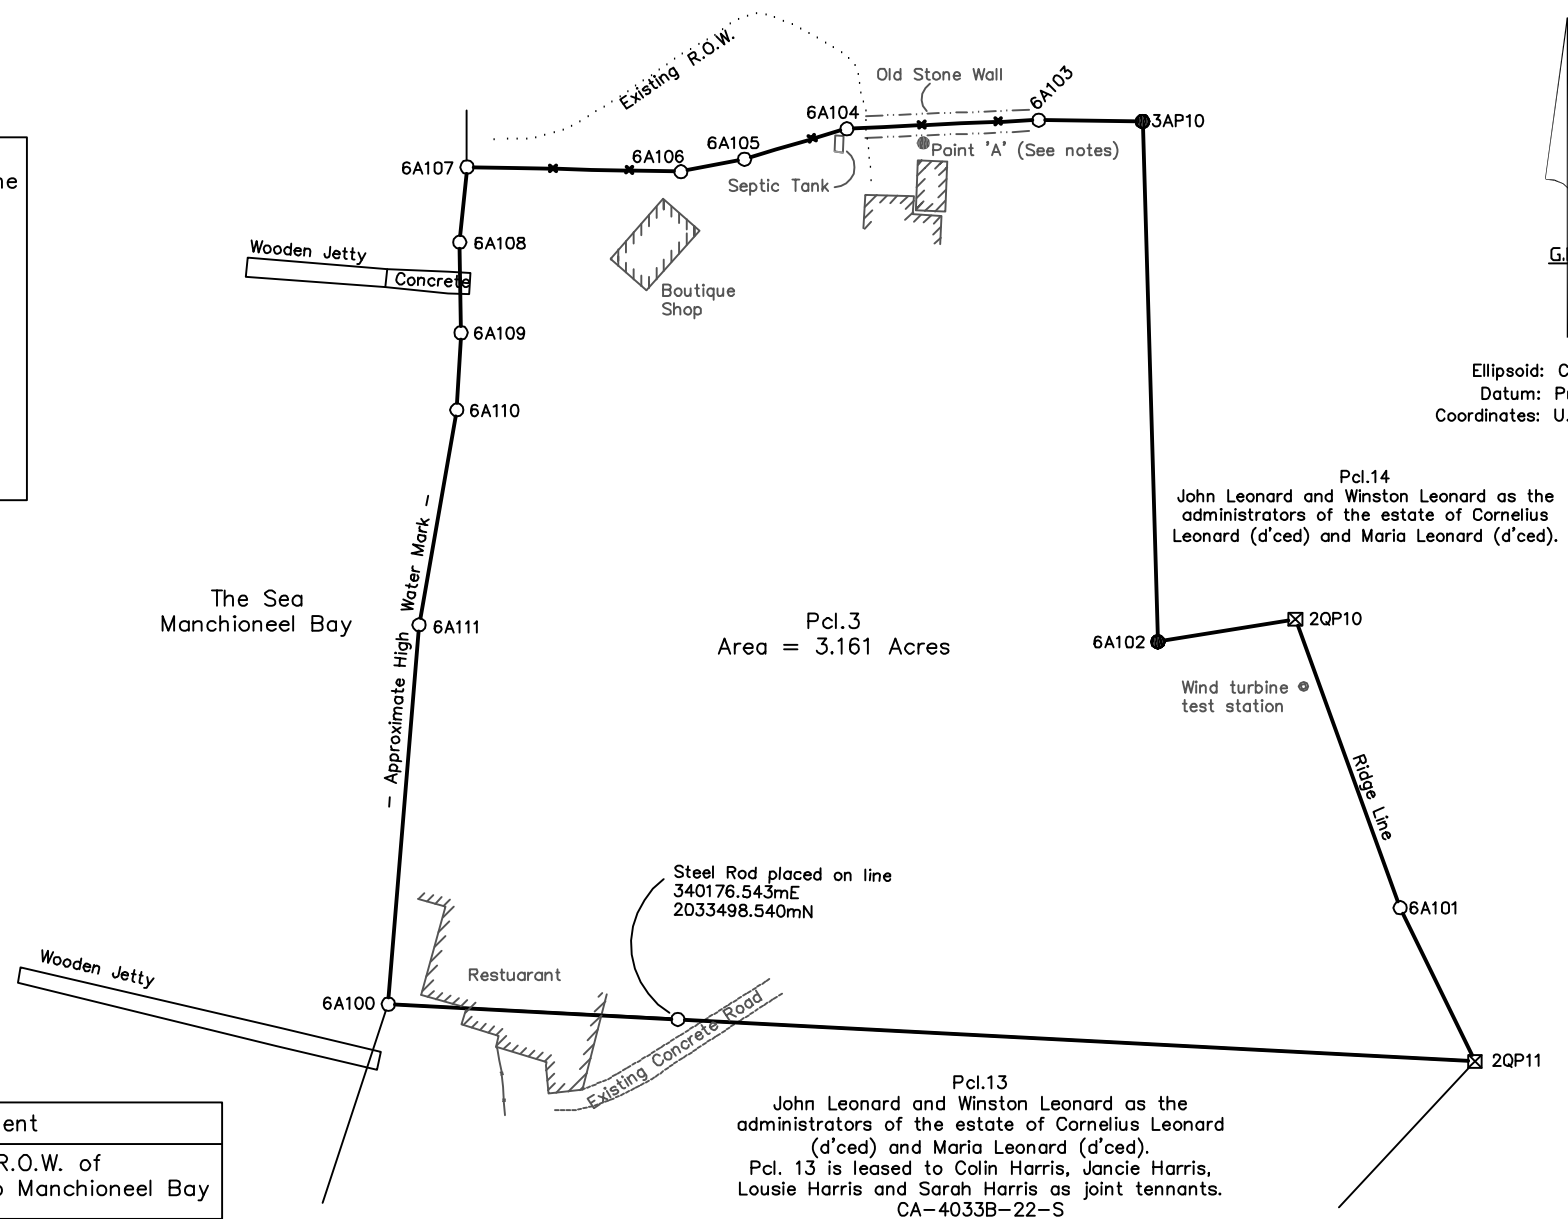 Existing R.O.W.
Old Stone Wall
6A103
6A104
3AP10
6A105
6A106
6A107
Point 'A' (See notes)
Septic Tank
ne
6A108
Wooden Jetty
Concrete
Boutique
Shop
G.
6A109
6A110
Ellipsoid: C
Datum: P
Coordinates: U.
Pcl.14
John Leonard and Winston Leonard as the
administrators of the estate of Cornelius
Leonard (d'ced) and Maria Leonard (d'ced).
The Sea
Manchioneel Bay
- Approximate High Water Mark -
6A111
Pcl.3
Area = 3.161 Acres
6A102
2QP10
Wind turbine
test station
Ridge Line
Steel Rod placed on line
340176.543mE
2033498.540mN
6A101
Wooden Jetty
Restuarant
6A100
Existing Concrete Road
2QP11
Pcl.13
John Leonard and Winston Leonard as the
administrators of the estate of Cornelius Leonard
(d'ced) and Maria Leonard (d'ced).
Pcl. 13 is leased to Colin Harris, Jancie Harris,
Lousie Harris and Sarah Harris as joint tennants.
CA-4033B-22-S
ent
R.O.W. of
o Manchioneel Bay